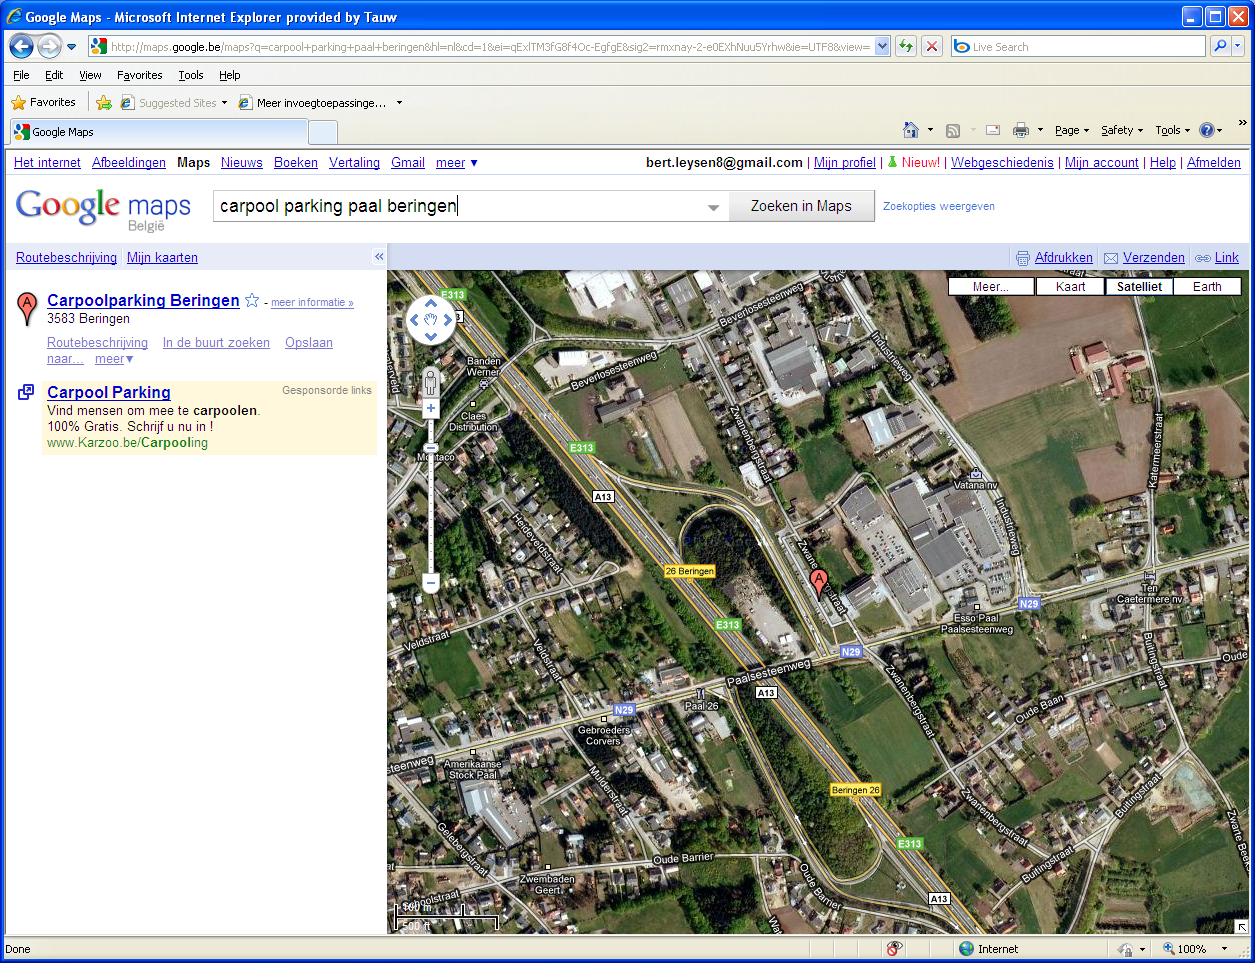 Google Maps - Microsoft Internet Explorer provided by Tauw
http://maps.google.be/maps?q=carpool+parking+paal+beringen&hl=nl&cd=1&ei=qExITM3fG8f4Oc-EgfgE&sig2=rmxnay-2-e0EXhNuu5Yrhw&ie=UTF8&view=
Live Search
File Edit View Favorites Tools Help
Favorites Suggested Sites Meer invoegtoepassinge...
Google Maps
Page Safety Tools »
Het internet Afbeeldingen Maps Nieuws Boeken Vertaling Gmail meer ▼
bert.leysen8@gmail.com | Mijn profiel | Nieuw! | Webgeschiedenis | Mijn account | Help | Afmelden
Google maps
België
carpool parking paal beringen
Zoeken in Maps
Zoekopties weergeven
Routebeschrijving Mijn kaarten «
Afdrukken Verzenden Link
A
Carpoolparking Beringen - meer informatie »
3583 Beringen
Routebeschrijving In de buurt zoeken Opslaan
naar... meer▼
Carpool Parking Gesponsorde links
Vind mensen om mee te carpoolen.
100% Gratis. Schrijf u nu in !
www.Karzoo.be/Carpooling
Meer... Kaart Satelliet Earth
E313
Beverlosesteenweg
Industrieweg
Banden
Werner
Beverlosesteenweg
Claes
Distribution
Zwanenbergstraat
Katermeerstraat
E313
Montaco
A13
Vatana nv
Heideveldstraat
Industrieweg
26 Beringen
A
Ten
Caetermere nv
N29
Esso Paal
Paalsesteenweg
E313
Veldstraat
Veldstraat
N29
Buitingstraat
Oude
Paalsesteenweg
A13
Zwanenbergstraat
Paal 26
N29
Oude Baan
Gebroeders
Corvers
steenweg
Amerikaanse
Stock Paal
Mulderstraat
Beringen 26
Buitingstraat
Zwanenbergstraat
Gelebergstraat
E313
Zwarte Beek
Oude Barrier
Buitingstraat
Zwembaden
Geert
Oude Barrier
A13
100 m
500 ft
Done
Internet
100%